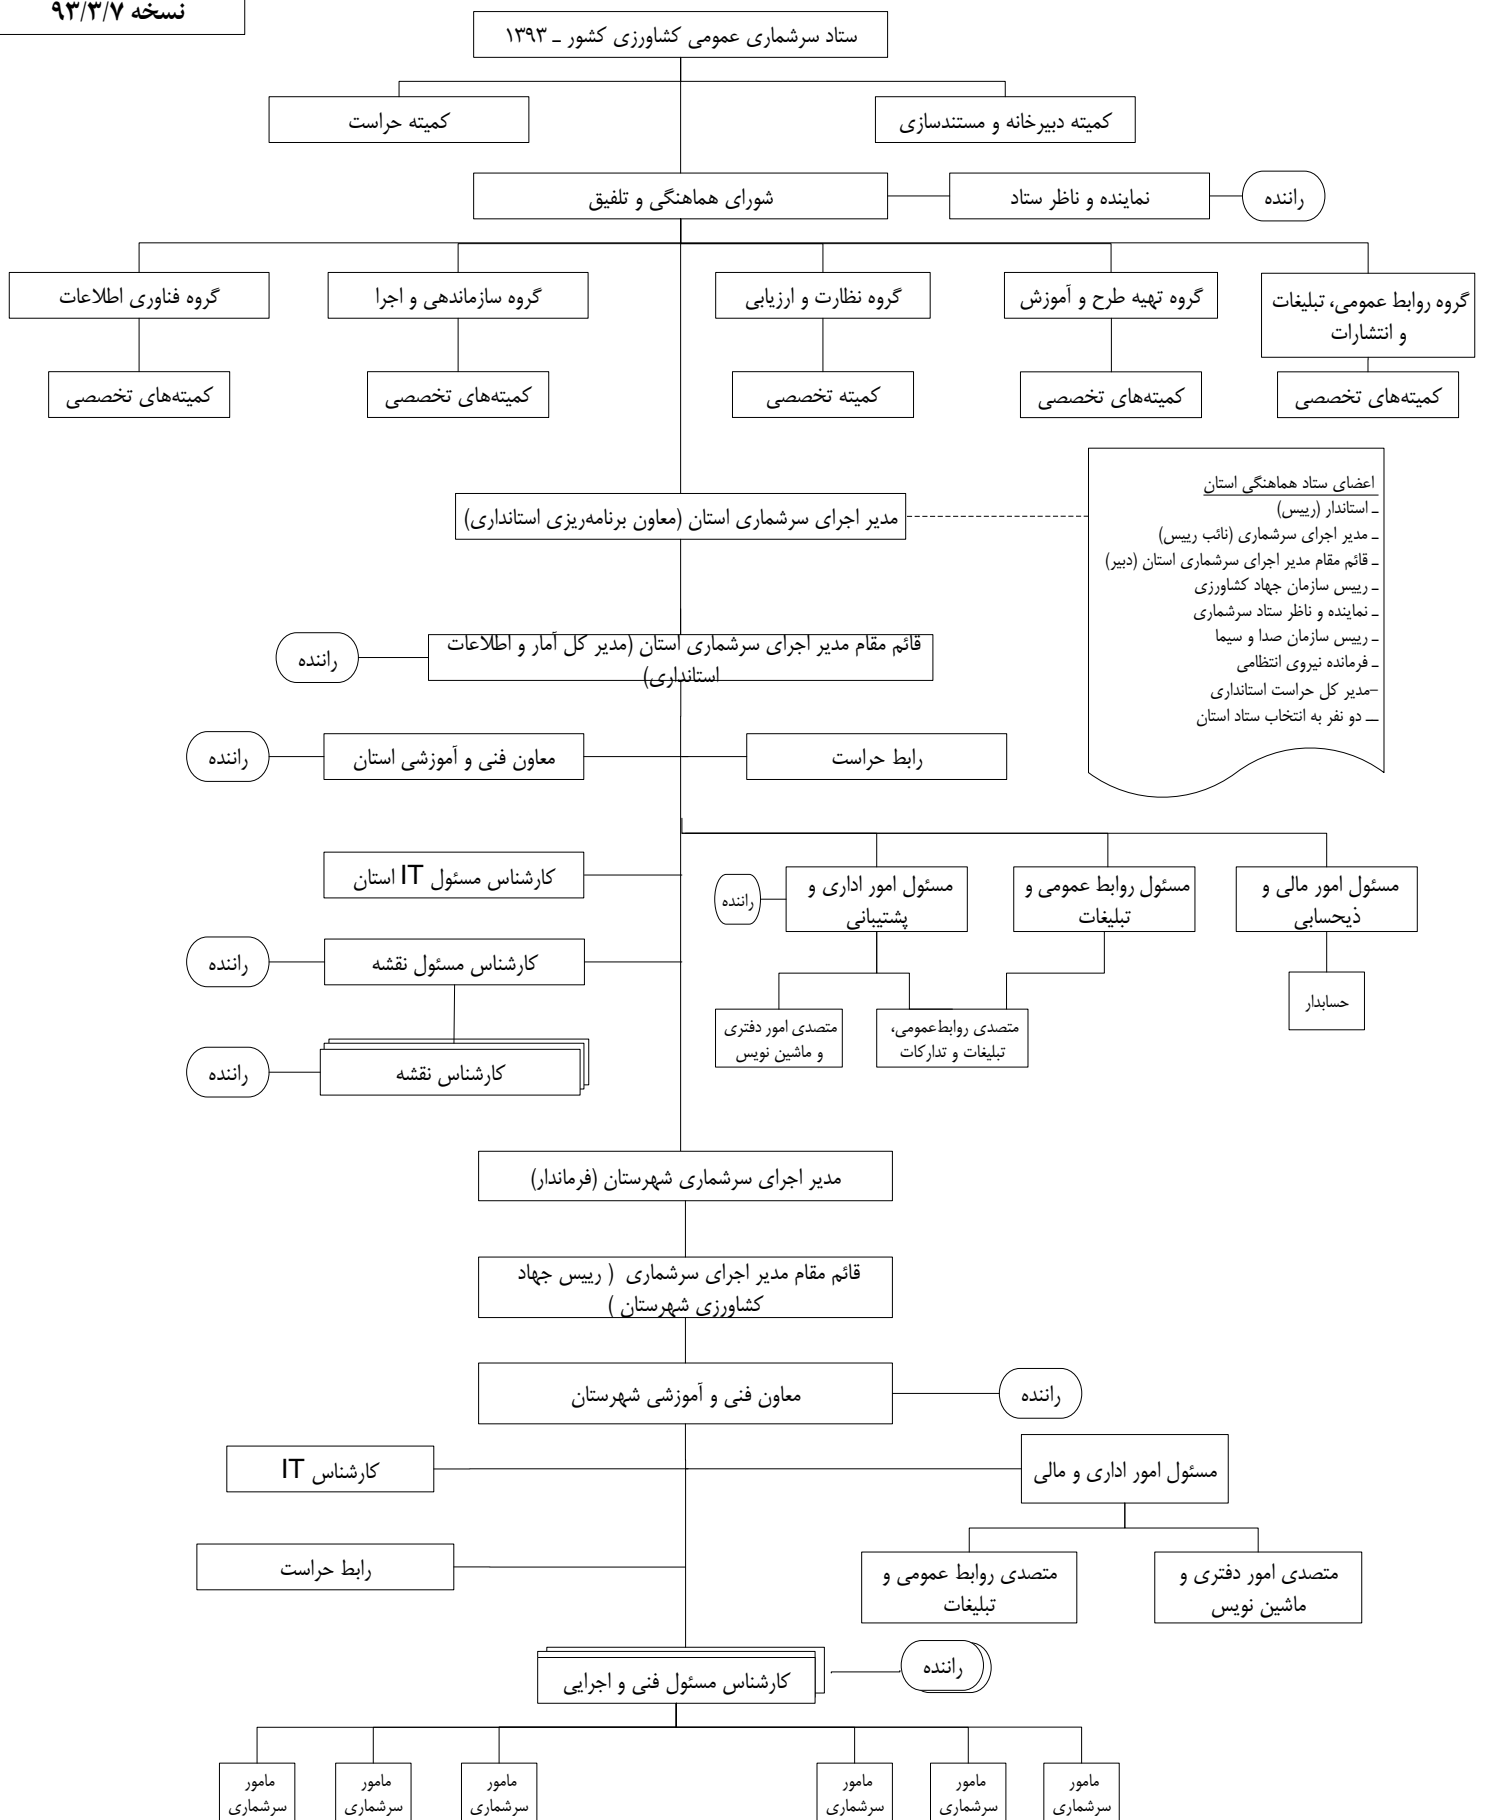 نسخه ۹۳/۳/۷
ستاد سرشماری عمومی کشاورزی کشور ـ ۱۳۹۳
کمیته دبیرخانه و مستندسازی
کمیته حراست
شورای هماهنگی و تلفیق
نماینده و ناظر ستاد
راننده
گروه روابط عمومی، تبلیغات
و انتشارات
گروه تهیه طرح و آموزش
گروه نظارت و ارزیابی
گروه سازماندهی و اجرا
گروه فناوری اطلاعات
کمیته‌های تخصصی
کمیته‌های تخصصی
کمیته تخصصی
کمیته‌های تخصصی
کمیته‌های تخصصی
مدیر اجرای سرشماری استان (معاون برنامه‌ریزی استانداری)
اعضای ستاد هماهنگی استان
ـ استاندار (رییس)
ـ مدیر اجرای سرشماری (نائب رییس)
ـ قائم مقام مدیر اجرای سرشماری استان (دبیر)
ـ رییس سازمان جهاد کشاورزی
ـ نماینده و ناظر ستاد سرشماری
ـ رییس سازمان صدا و سیما
ـ فرمانده نیروی انتظامی
-مدیر کل حراست استانداری
ــ دو نفر به انتخاب ستاد استان
قائم مقام مدیر اجرای سرشماری استان (مدیر کل آمار و اطلاعات
استانداری)
راننده
رابط حراست
معاون فنی و آموزشی استان
راننده
مسئول امور مالی و
ذیحسابی
مسئول روابط عمومی و
تبلیغات
مسئول امور اداری و
پشتیبانی
راننده
کارشناس مسئول IT استان
کارشناس مسئول نقشه
راننده
حسابدار
متصدی روابط‌عمومی،
تبلیغات و تدارکات
متصدی امور دفتری
و ماشین نویس
کارشناس نقشه
راننده
مدیر اجرای سرشماری شهرستان (فرماندار)
قائم مقام مدیر اجرای سرشماری ( رییس جهاد
کشاورزی شهرستان )
معاون فنی و آموزشی شهرستان
راننده
مسئول امور اداری و مالی
کارشناس IT
متصدی امور دفتری و
ماشین نویس
متصدی روابط عمومی و
تبلیغات
رابط حراست
کارشناس مسئول فنی و اجرایی
راننده
مامور
سرشماری
مامور
سرشماری
مامور
سرشماری
مامور
سرشماری
مامور
سرشماری
مامور
سرشماری